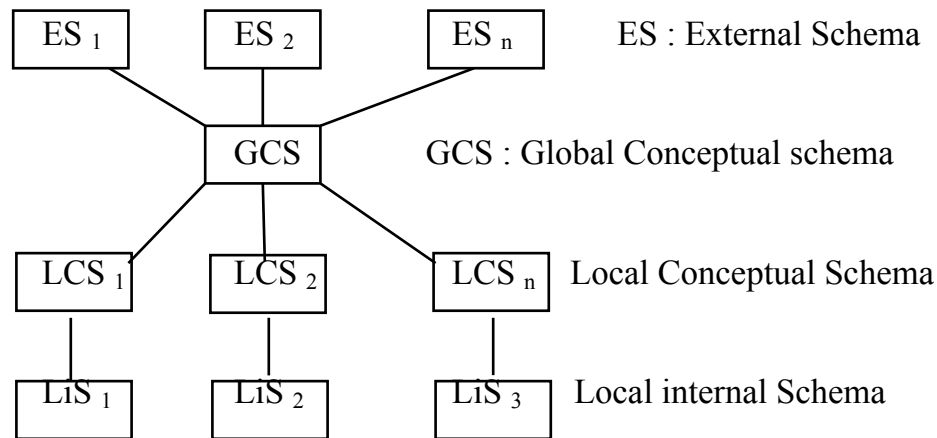 ES 1 ES 2 ES n ES : External Schema
GCS GCS : Global Conceptual schema
LCS 1 LCS 2 LCS n Local Conceptual Schema
LiS 1 LiS 2 LiS 3 Local internal Schema